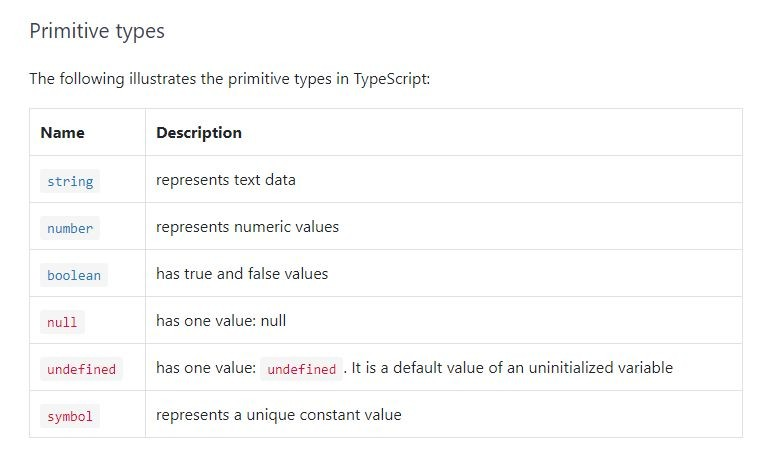 Primitive types
The following illustrates the primitive types in TypeScript:
Name Description
string represents text data
number represents numeric values
boolean has true and false values
null has one value: null
undefined has one value: undefined . It is a default value of an uninitialized variable
symbol represents a unique constant value